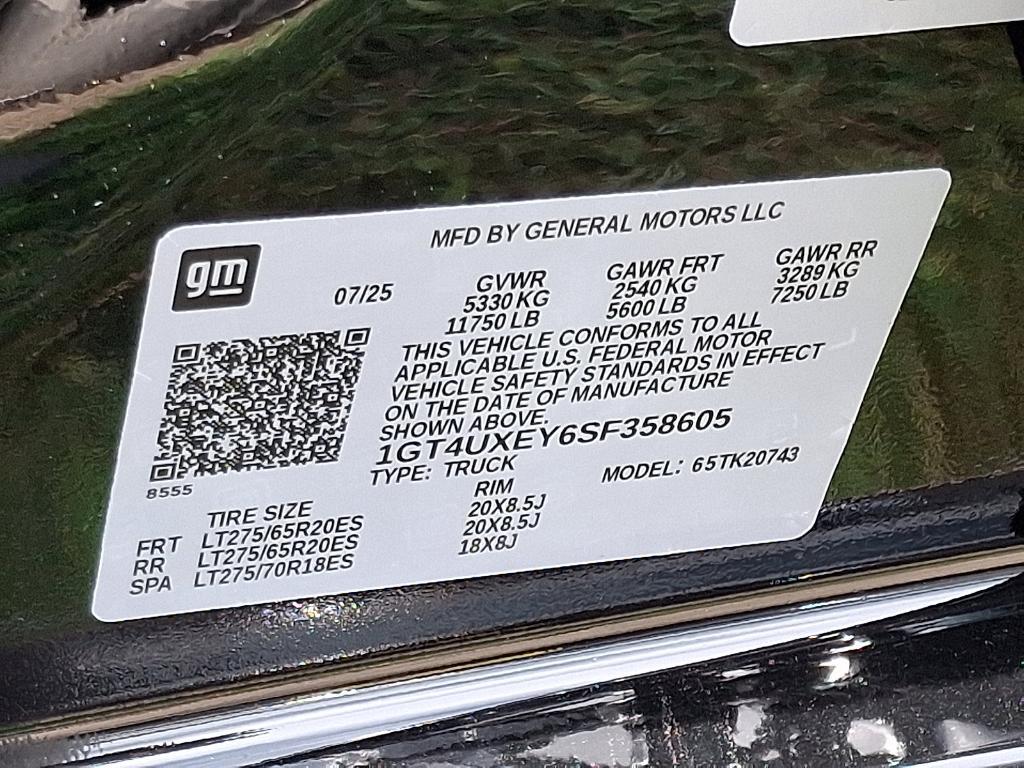 MFD BY GENERAL MOTORS LLC
gm
07/25
GVWR
5330 KG
11750 LB
GAWR FRT
2540 KG
5600 LB
GAWR RR
3289 KG
7250 LB
THIS VEHICLE CONFORMS TO ALL
APPLICABLE U.S. FEDERAL MOTOR
VEHICLE SAFETY STANDARDS IN EFFECT
ON THE DATE OF MANUFACTURE
SHOWN ABOVE.
1GT4UXEY6SF358605
TYPE: TRUCK
MODEL: 65TK20743
8555
TIRE SIZE RIM
FRT LT275/65R20ES 20X8.5J
RR LT275/65R20ES 20X8.5J
SPA LT275/70R18ES 18X8J